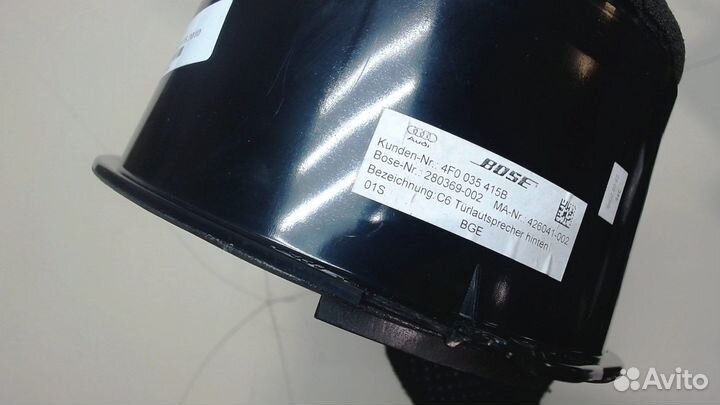 Audi
BOSE
Kunden-Nr.: 4F0 035 415B
Bose-Nr.: 280369-002 MA-Nr.: 426041-002
Bezeichnung: C6 Türlautsprecher hinten
01S
BGE
Avito